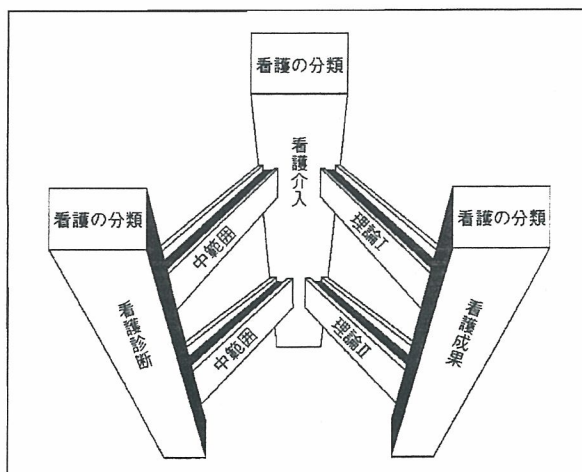 看護の分類
看護介入
看護の分類
看護の分類
中範囲
理論Ⅰ
看護診断
看護成果
中範囲
理論Ⅱ